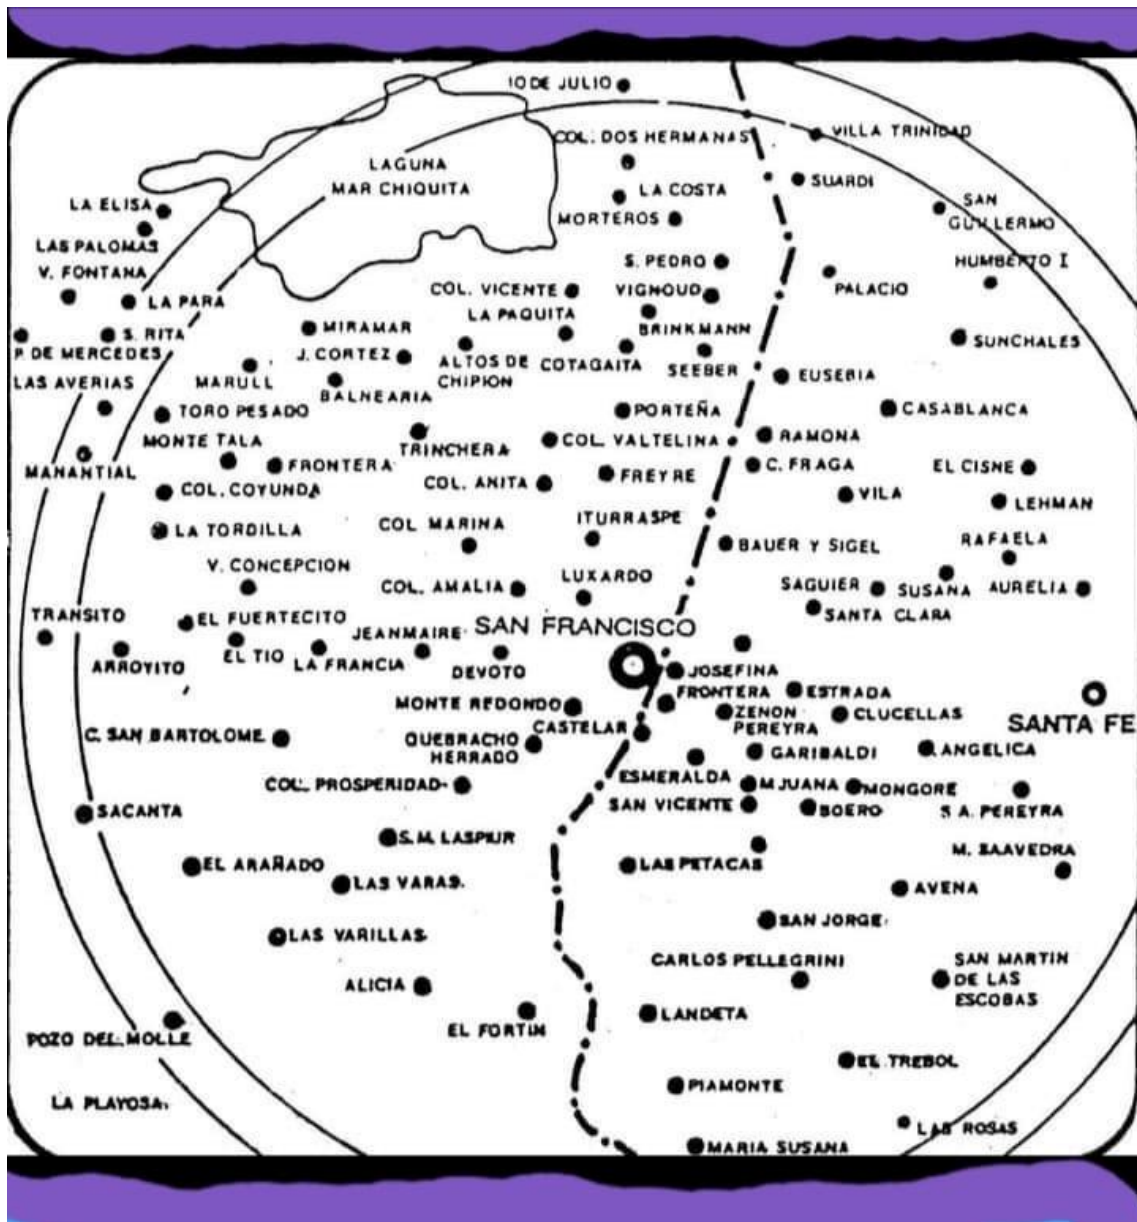 10 DE JULIO
VILLA TRINIDAD
COL. DOS HERMANAS
LAGUNA
MAR CHIQUITA
SUARDI
LA COSTA
LA ELISA
SAN
GUILLERMO
MORTEROS
LAS PALOMAS
S. PEDRO
HUMBERTO I
V. FONTANA
COL. VICENTE
VIGNOUD
PALACIO
LA PARA
LA PAQUITA
MIRAMAR
BRINKMANN
S. RITA
SUNCHALES
P. DE MERCEDES
J. CORTEZ
ALTOS DE
CHIPION
COTAGAITA
SEEBER
LAS AVERIAS
MARULL
EUSEBIA
BALNEARIA
TORO PESADO
PORTEÑA
CASABLANCA
MONTE TALA
TRINCHERA
COL. VALTELINA
RAMONA
MANANTIAL
FRONTERA
C. FRAGA
EL CISNE
FREYRE
COL. ANITA
COL. COYUNDA
VILA
LEHMAN
COL MARINA
ITURRASPE
LA TORDILLA
BAUER Y SIGEL
RAFAELA
V. CONCEPCION
LUXARDO
COL. AMALIA
SAGUIER
SUSANA
AURELIA
TRANSITO
EL FUERTECITO
SANTA CLARA
JEANMAIRE
SAN FRANCISCO
ARROYITO
EL TIO
LA FRANCIA
DEVOTO
JOSEFINA
FRONTERA
ESTRADA
MONTE REDONDO
ZENON
PEREYRA
CLUCELLAS
SANTA FE
CASTELAR
C. SAN BARTOLOME
QUEBRACHO
HERRADO
GARIBALDI
ANGELICA
ESMERALDA
COL. PROSPERIDAD
M JUANA
MONGORE
SAN VICENTE
BOERO
S A. PEREYRA
SACANTA
S. M. LASPIUR
M. SAAVEDRA
EL ARAÑADO
LAS PETACAS
LAS VARAS.
AVENA
SAN JORGE
LAS VARILLAS
CARLOS PELLEGRINI
SAN MARTIN
DE LAS
ESCOBAS
ALICIA
LANDETA
EL FORTIN
POZO DEL MOLLE
EL TREBOL
PIAMONTE
LA PLAYOSA.
LAS ROSAS
MARIA SUSANA